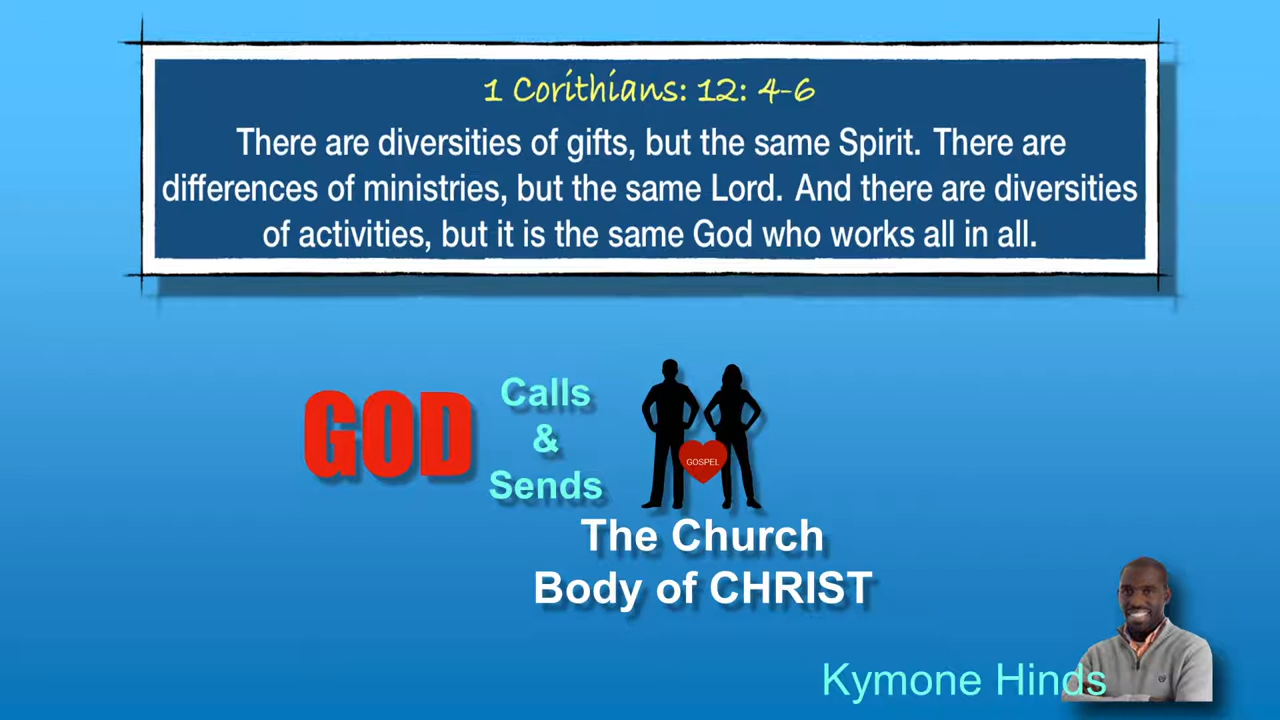 1 Corithians: 12: 4-6
There are diversities of gifts, but the same Spirit. There are
differences of ministries, but the same Lord. And there are diversities
of activities, but it is the same God who works all in all.
GOD
Calls
&
Sends
GOSPEL
The Church
Body of CHRIST
Kymone Hinds